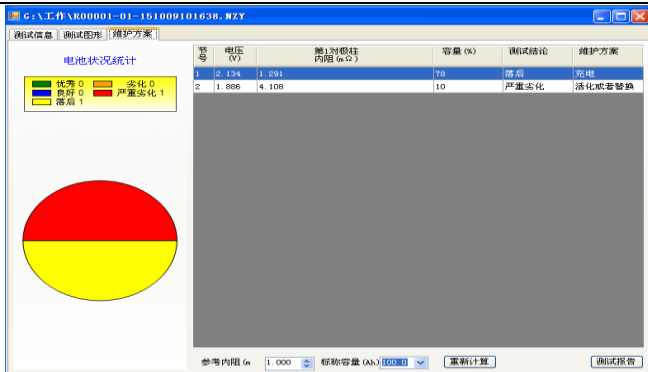 G:\工作\R00001-01-151009101638.NZY
测试信息 测试图形 维护方案
电池状况统计
优秀 0 劣化 0
良好 0 严重劣化 1
落后 1
节号 电压(V) 第1对极柱内阻(mΩ) 容量(%) 测试结论 维护方案
1 2.134 1.291 78 落后 充电
2 1.886 4.108 10 严重劣化 活化或者替换
参考内阻(m 1.000 标称容量(Ah) 300.0 重新计算 测试报告